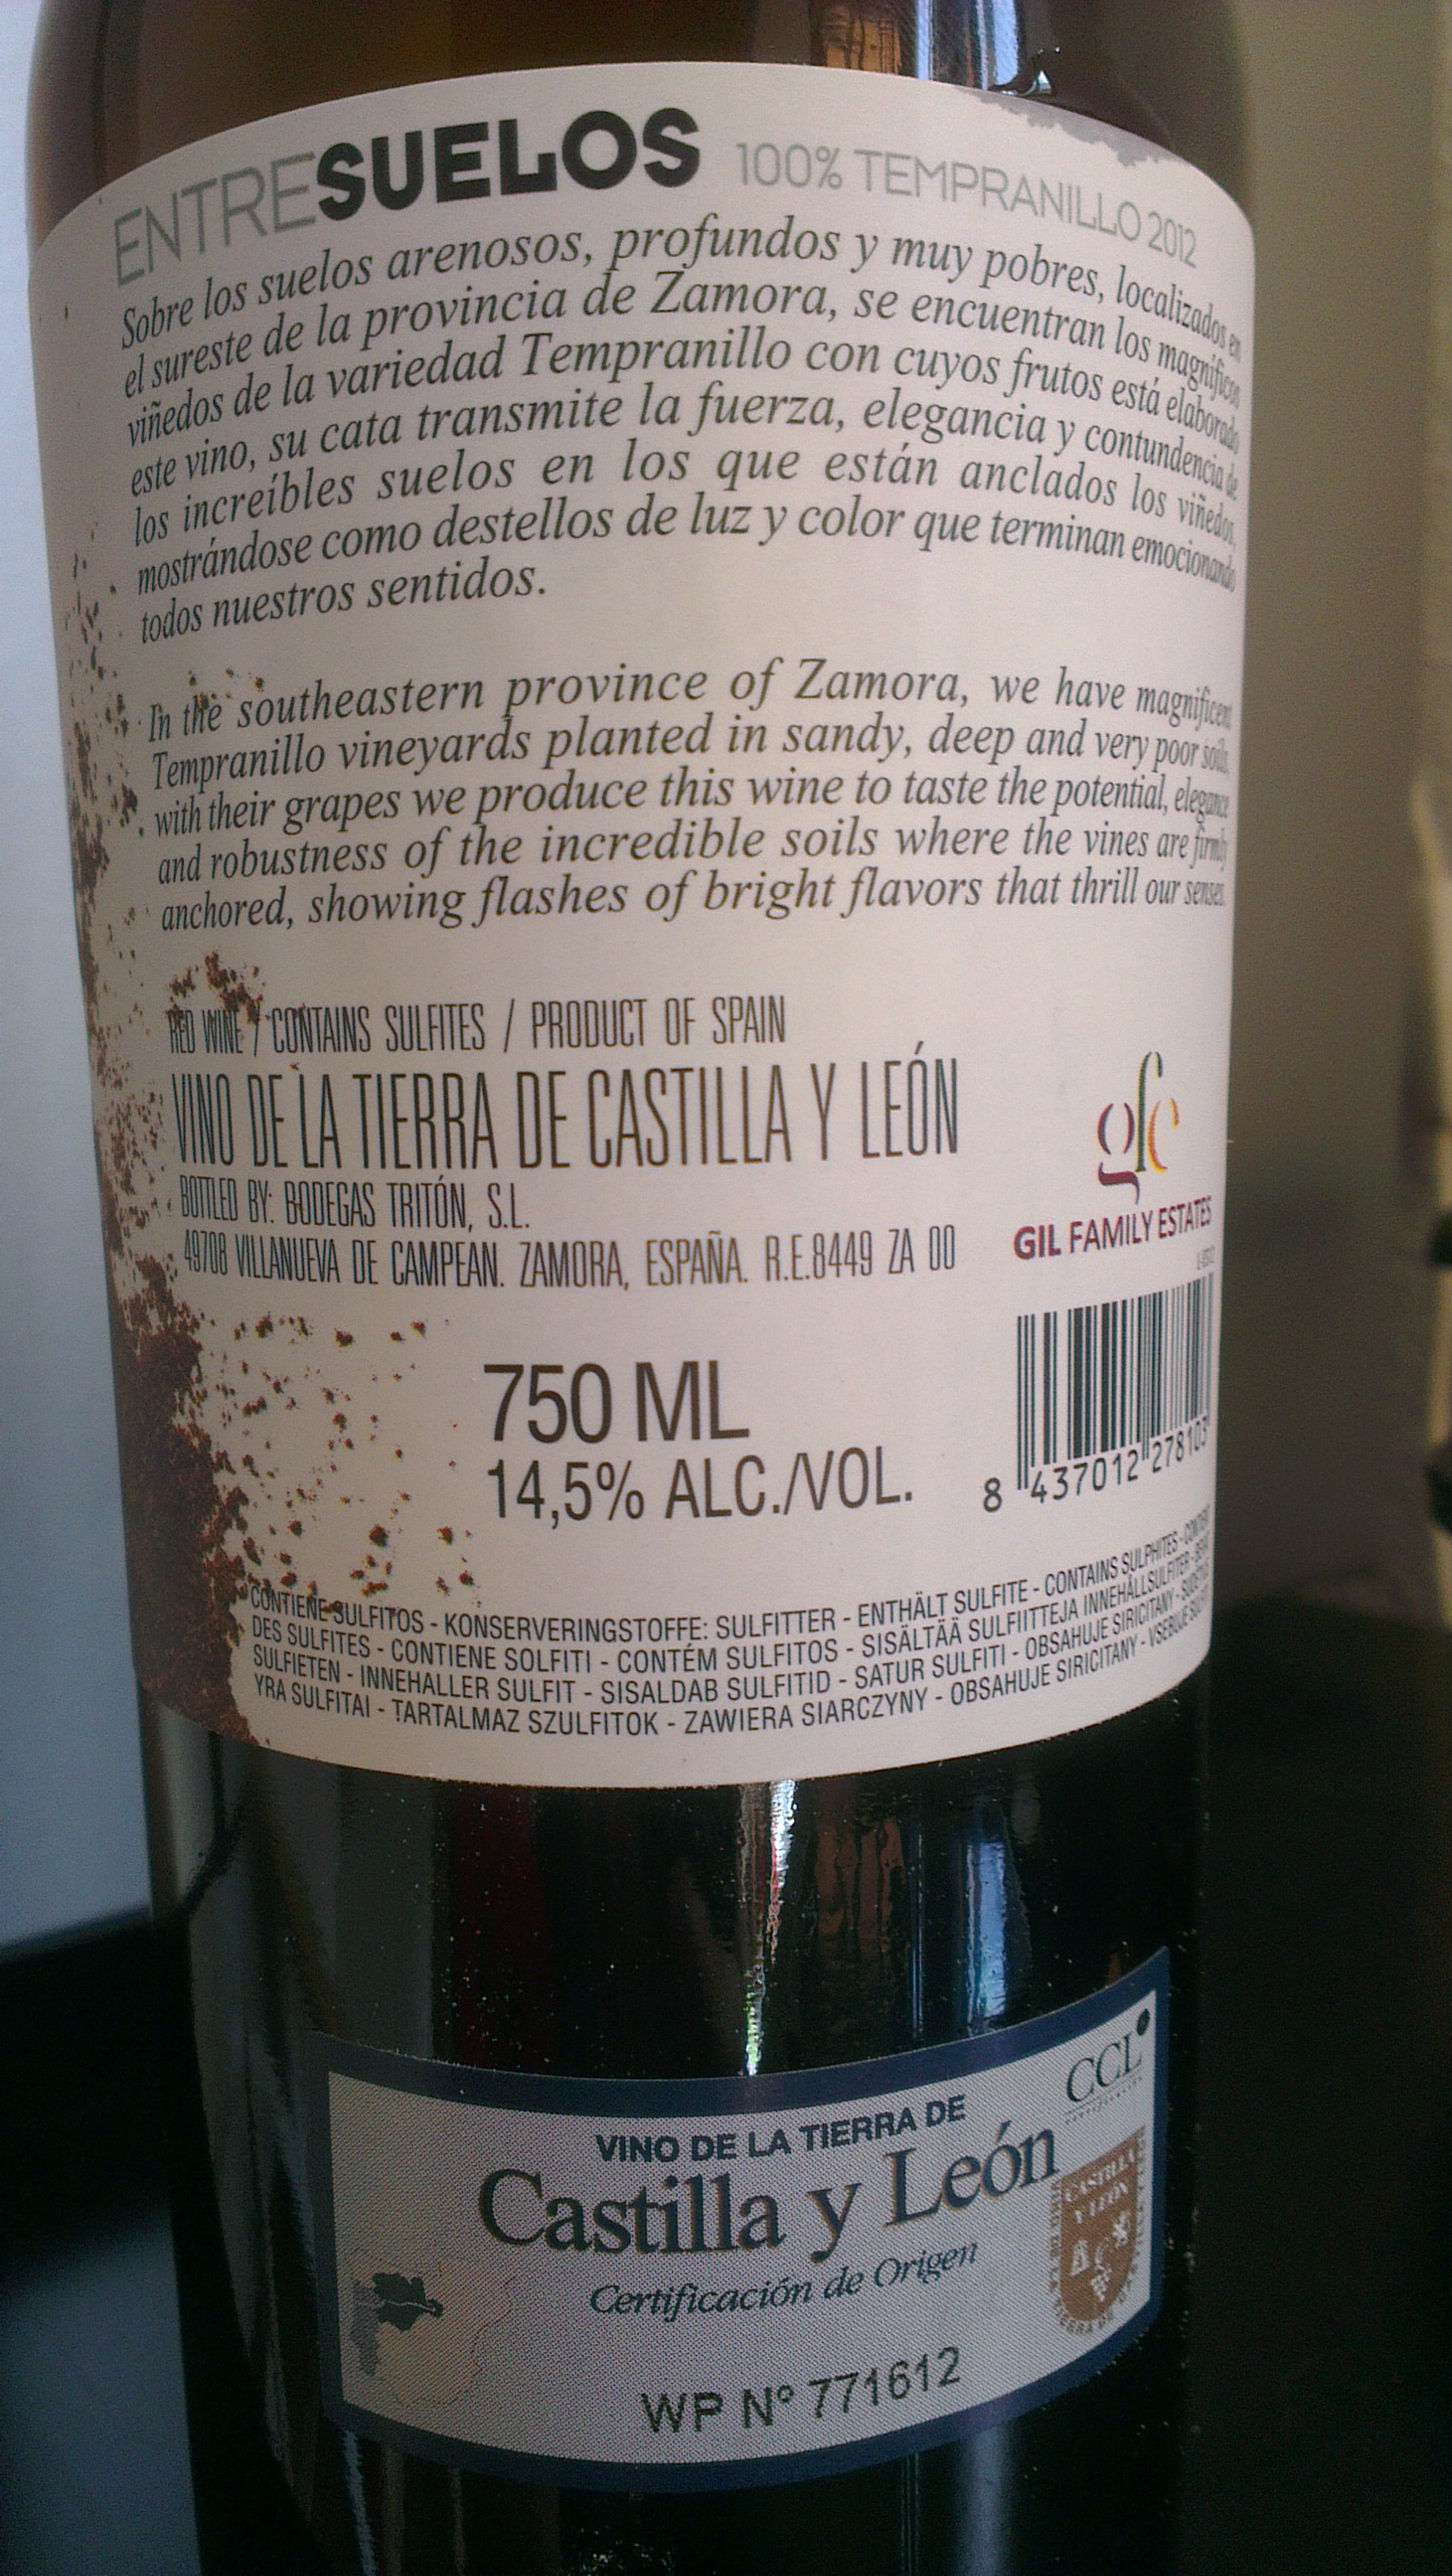 ENTRESUELOS 100% TEMPRANILLO 2012
Sobre los suelos arenosos, profundos y muy pobres, localizados en
el sureste de la provincia de Zamora, se encuentran los magníficos
viñedos de la variedad Tempranillo con cuyos frutos está elaborado
este vino, su cata transmite la fuerza, elegancia y contundencia de
los increíbles suelos en los que están anclados los viñedos,
mostrándose como destellos de luz y color que terminan emocionando
todos nuestros sentidos.
In the southeastern province of Zamora, we have magnificent
Tempranillo vineyards planted in sandy, deep and very poor soils,
with their grapes we produce this wine to taste the potential, elegance
and robustness of the incredible soils where the vines are firmly
anchored, showing flashes of bright flavors that thrill our senses.
RED WINE / CONTAINS SULFITES / PRODUCT OF SPAIN
VINO DE LA TIERRA DE CASTILLA Y LEÓN
BOTTLED BY: BODEGAS TRITÓN, S.L.
49708 VILLANUEVA DE CAMPEAN. ZAMORA, ESPAÑA. R.E.8449 ZA 00
gfe
GIL FAMILY ESTATES
750 ML
14,5% ALC./VOL.
8 437012 278103
CONTIENE SULFITOS - KONSERVERINGSTOFFE: SULFITTER - ENTHÄLT SULFITE - CONTAINS SULPHITES -
DES SULFITES - CONTIENE SOLFITI - CONTÉM SULFITOS - SISÄLTÄÄ SULFIITTEJA INNEHÅLLSULFITER -
SULFIETEN - INNEHALLER SULFIT - SISALDAB SULFITID - SATUR SULFITI - OBSAHUJE SIRICITANY -
YRA SULFITAI - TARTALMAZ SZULFITOK - ZAWIERA SIARCZYNY - OBSAHUJE SIRICITANY - VSEBUJE
CCL
VINO DE LA TIERRA DE
Castilla y León
Certificación de Origen
CASTILLA
Y LEÓN
WP Nº 771612